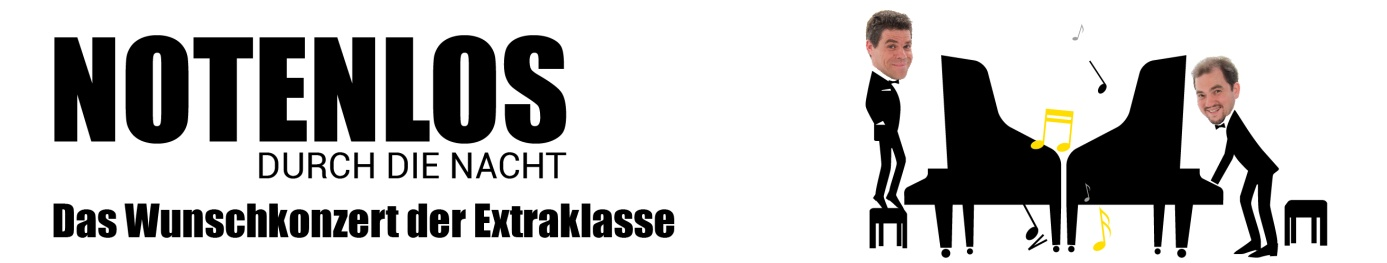 NOTENLOS
DURCH DIE NACHT
Das Wunschkonzert der Extraklasse